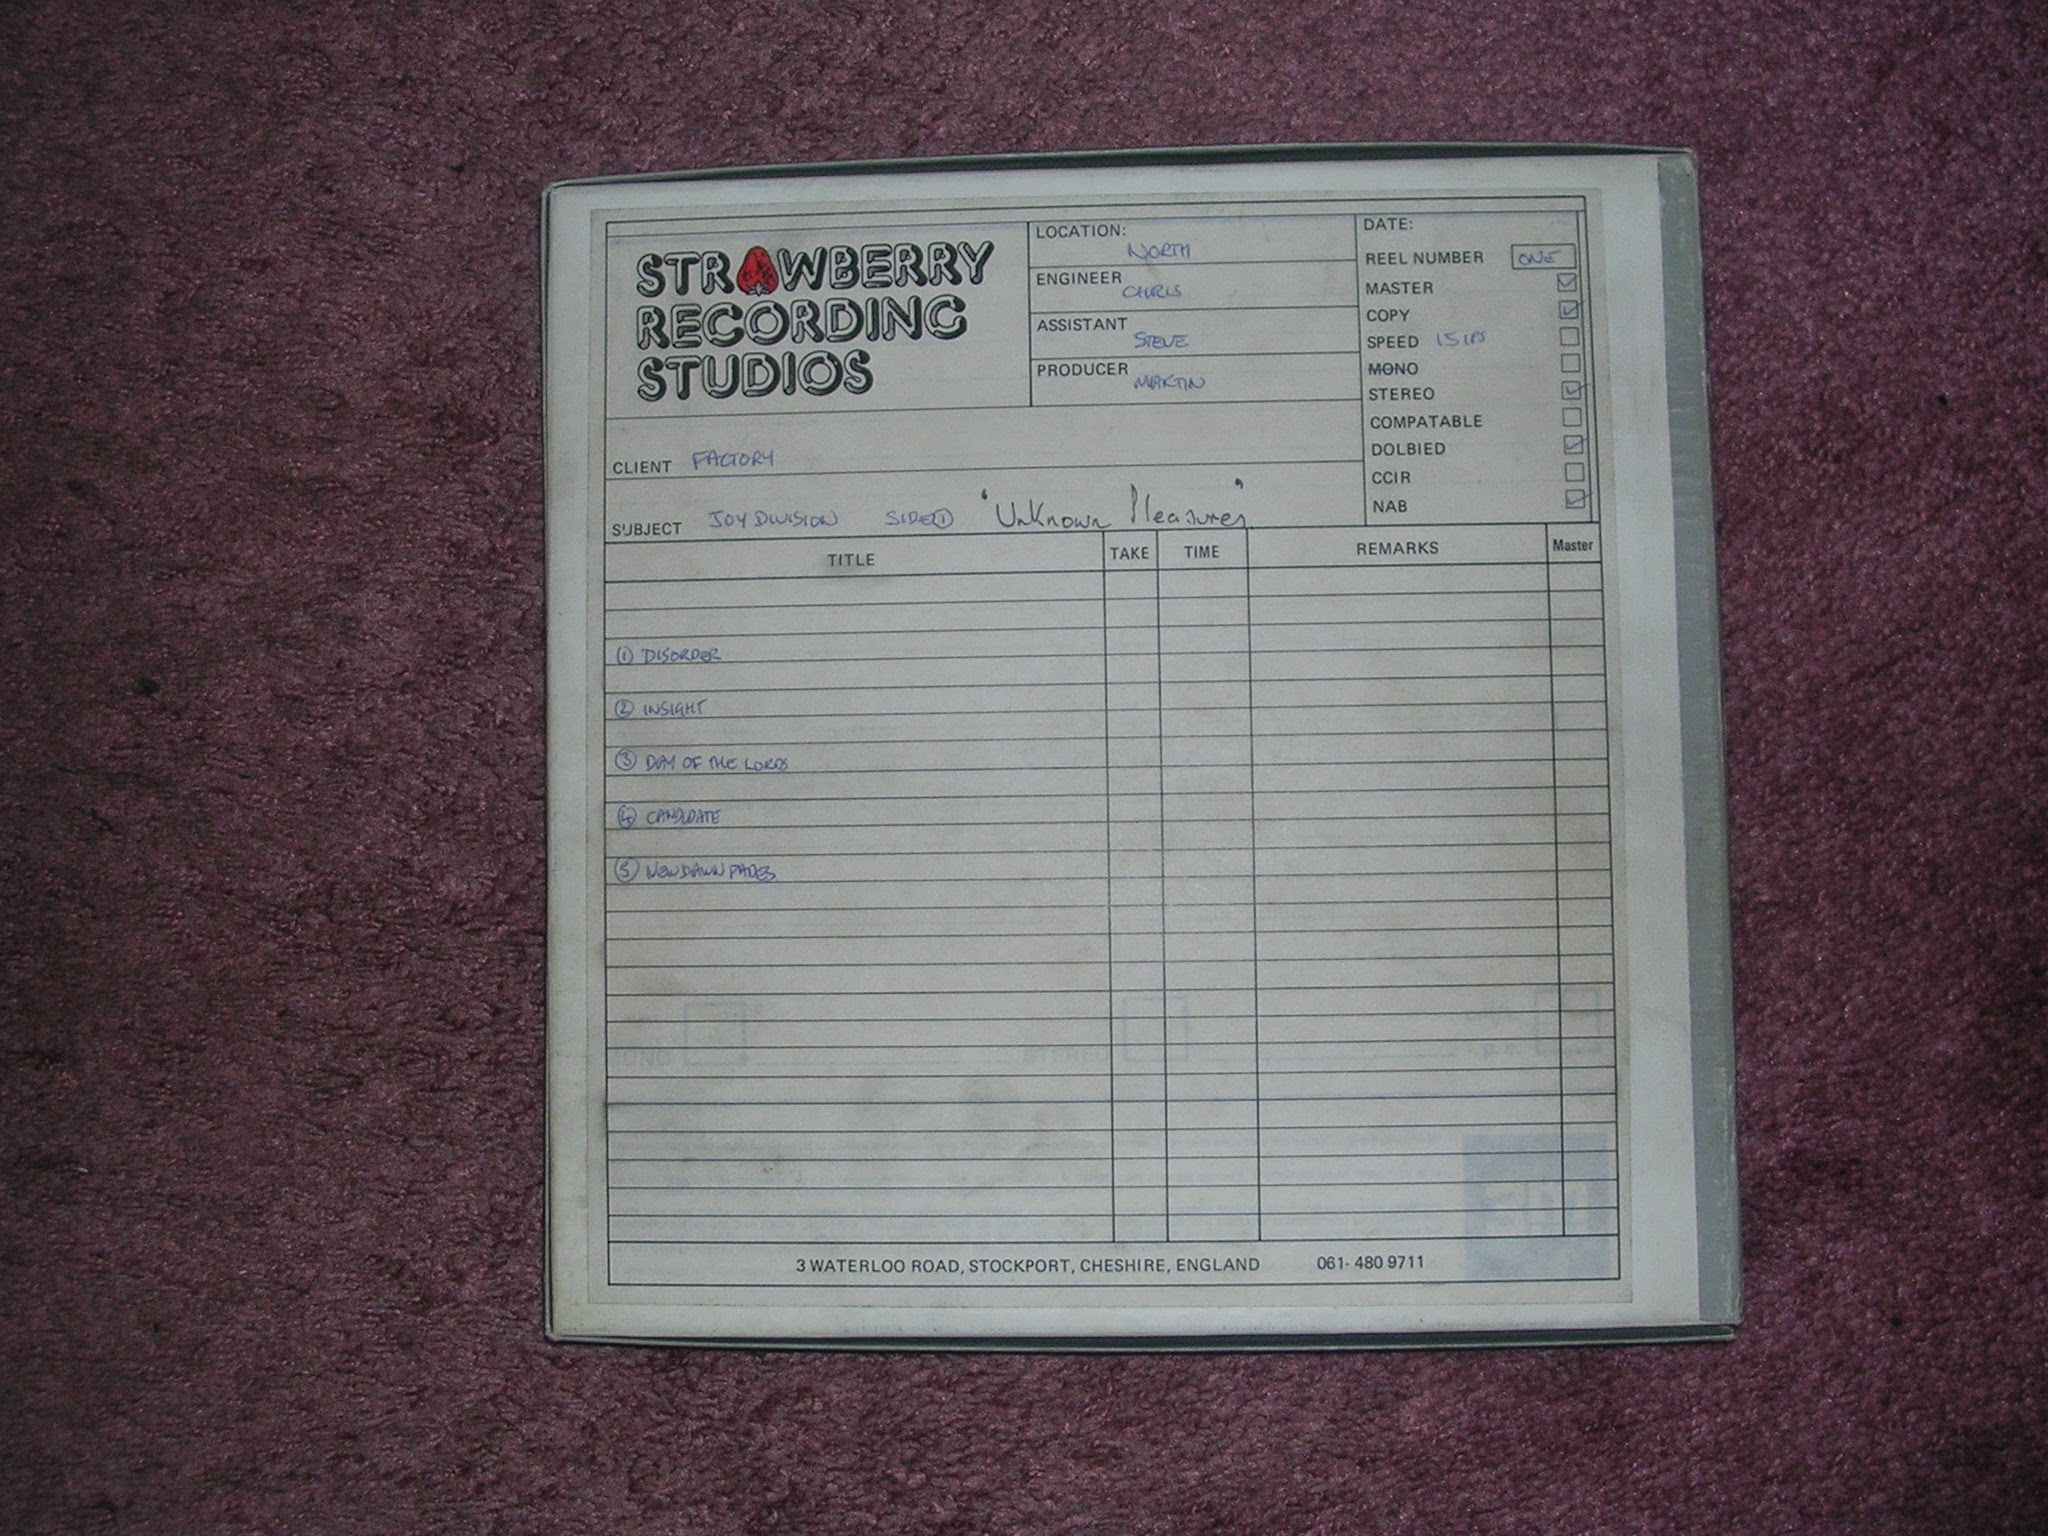 STRAWBERRY
RECORDING
STUDIOS
LOCATION: NORTH
ENGINEER CHRIS
ASSISTANT STEVE
PRODUCER MARTIN
DATE:
REEL NUMBER ONE
MASTER
COPY
SPEED 15 IPS
MONO
STEREO
COMPATABLE
DOLBIED
CCIR
NAB
CLIENT FACTORY
SUBJECT JOY DIVISION SIDE 1 "Unknown Pleasures"
TITLE TAKE TIME REMARKS Master
1 DISORDER
2 INSIGHT
3 DAY OF THE LORDS
4 CANDIDATE
5 NEW DAWN FADES
3 WATERLOO ROAD, STOCKPORT, CHESHIRE, ENGLAND 061- 480 9711